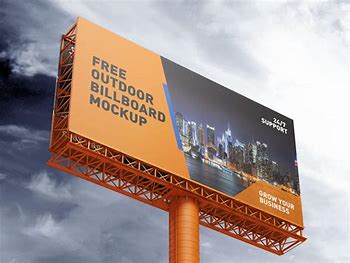 FREE
OUTDOOR
BILLBOARD
MOCKUP
24/7
SUPPORT
GROW YOUR
BUSINESS